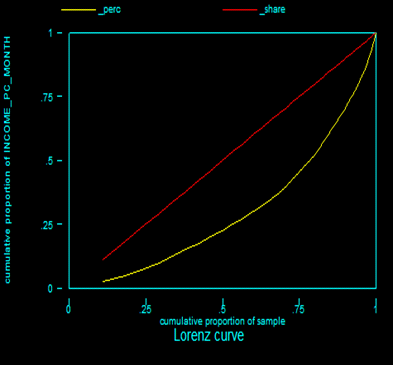 _perc
_share
cumulative proportion of INCOME_PC_MONTH
1
.75
.5
.25
0
0
.25
.5
.75
1
cumulative proportion of sample
Lorenz curve